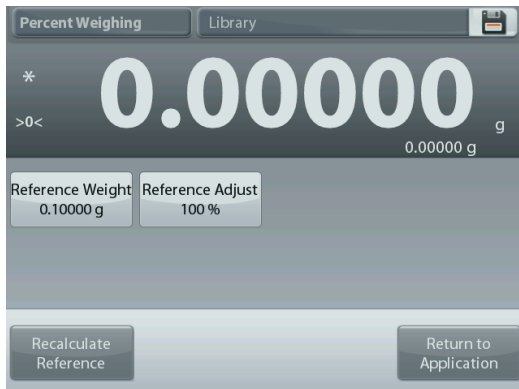 Percent Weighing
Library
*
0.00000
>0<
g
0.00000 g
Reference Weight
0.10000 g
Reference Adjust
100 %
Recalculate
Reference
Return to
Application